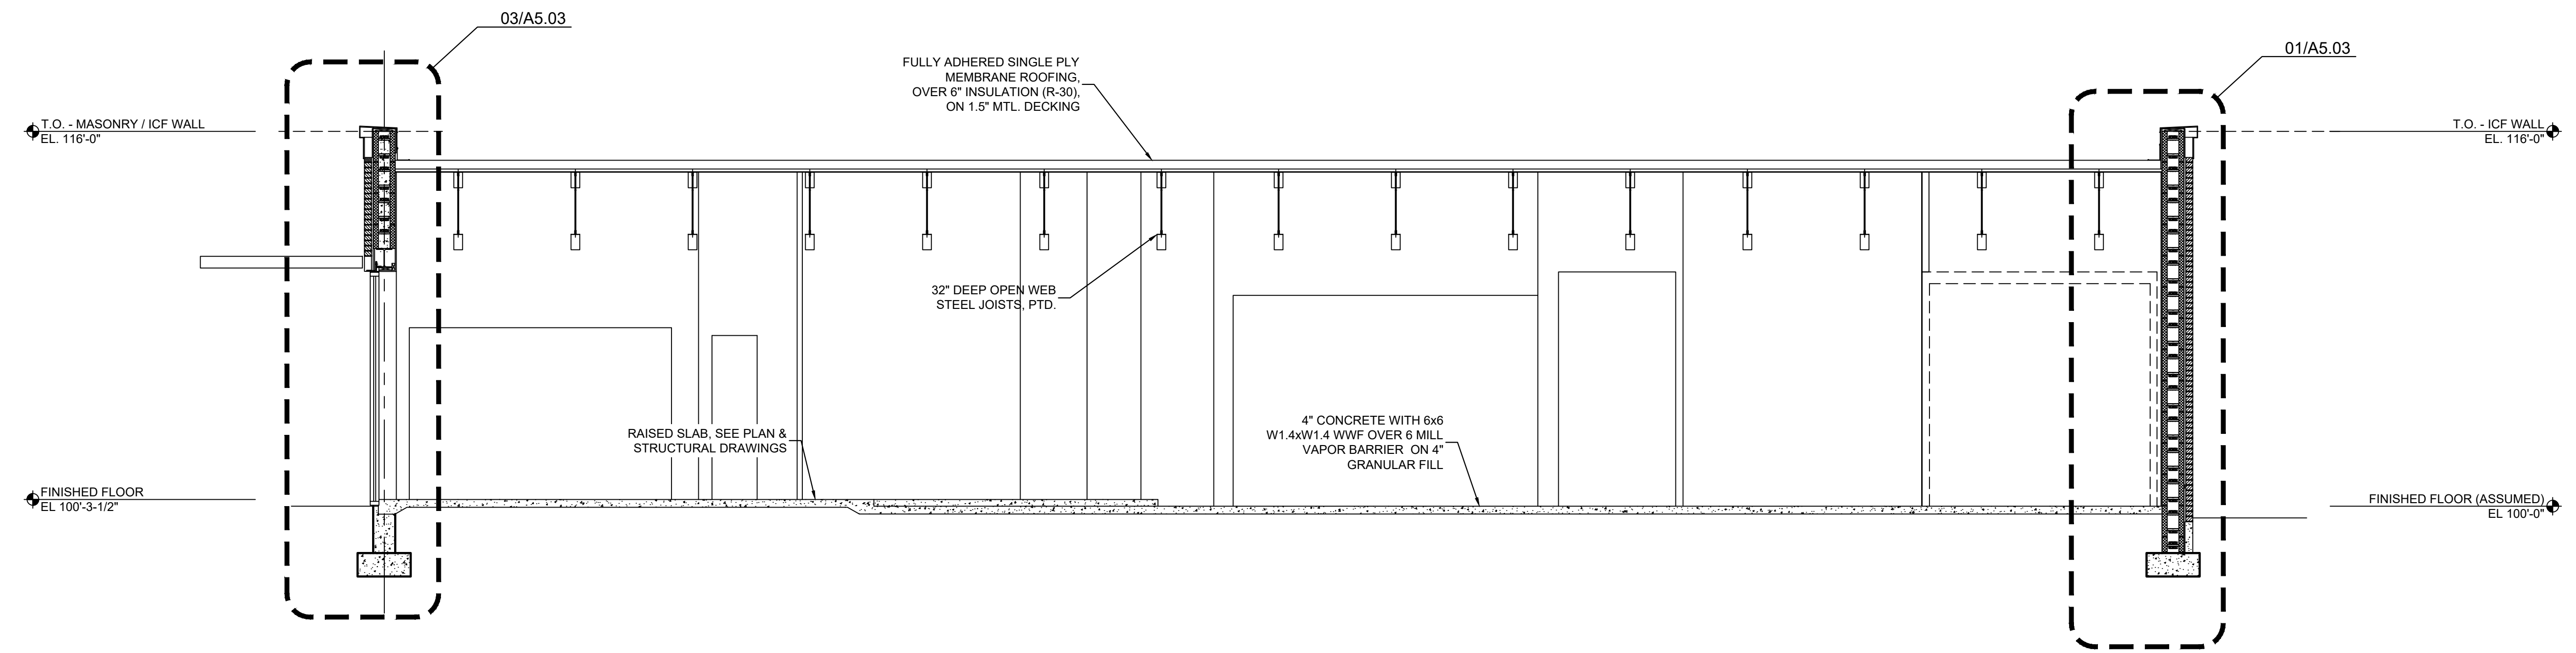 03/A5.03
01/A5.03
FULLY ADHERED SINGLE PLY
MEMBRANE ROOFING,
OVER 6" INSULATION (R-30),
ON 1.5" MTL. DECKING
T.O. - MASONRY / ICF WALL
EL. 116'-0"
T.O. - ICF WALL
EL. 116'-0"
32" DEEP OPEN WEB
STEEL JOISTS, PTD.
RAISED SLAB, SEE PLAN &
STRUCTURAL DRAWINGS
4" CONCRETE WITH 6x6
W1.4xW1.4 WWF OVER 6 MILL
VAPOR BARRIER ON 4"
GRANULAR FILL
FINISHED FLOOR
EL 100'-3-1/2"
FINISHED FLOOR (ASSUMED)
EL 100'-0"